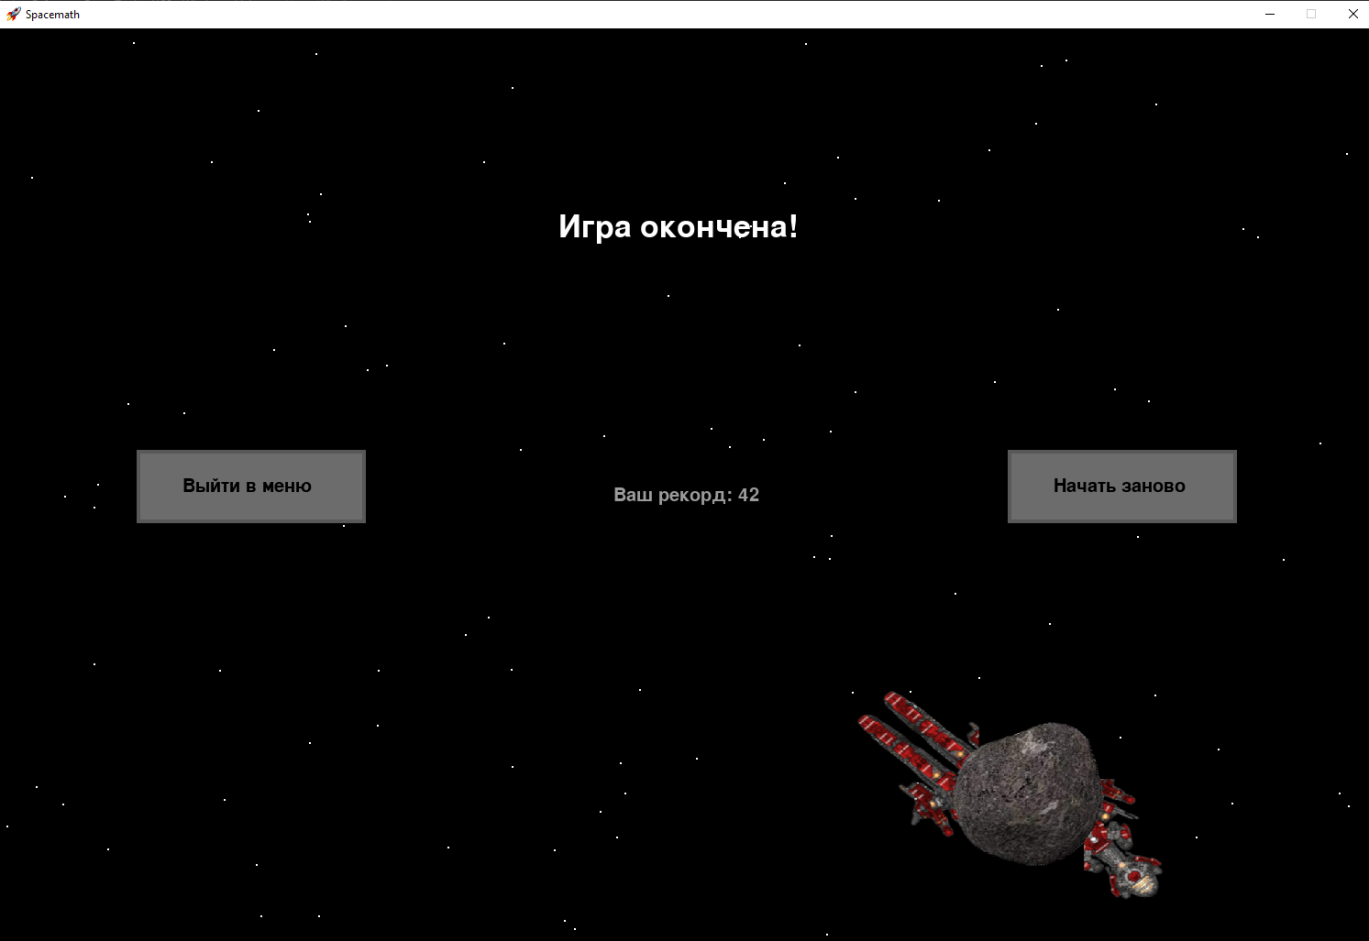 Spacemath
Игра окончена!
Выйти в меню
Ваш рекорд: 42
Начать заново